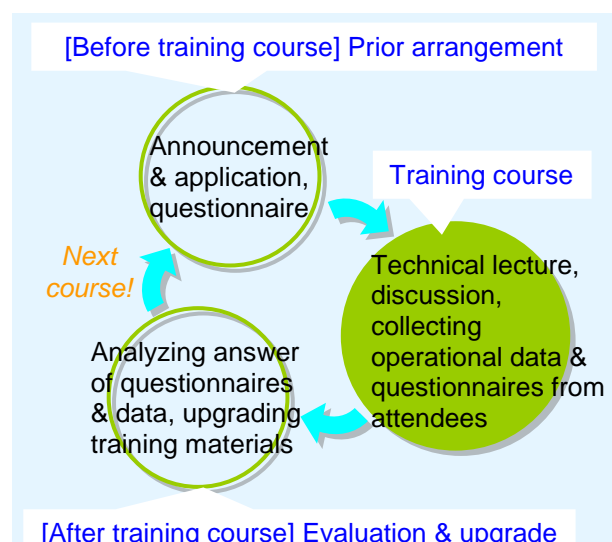 [Before training course] Prior arrangement
Announcement
& application,
questionnaire
Training course
Technical lecture,
discussion,
collecting
operational data &
questionnaires from
attendees
Next
course!
Analyzing answer
of questionnaires
& data, upgrading
training materials
[After training course] Evaluation & upgrade